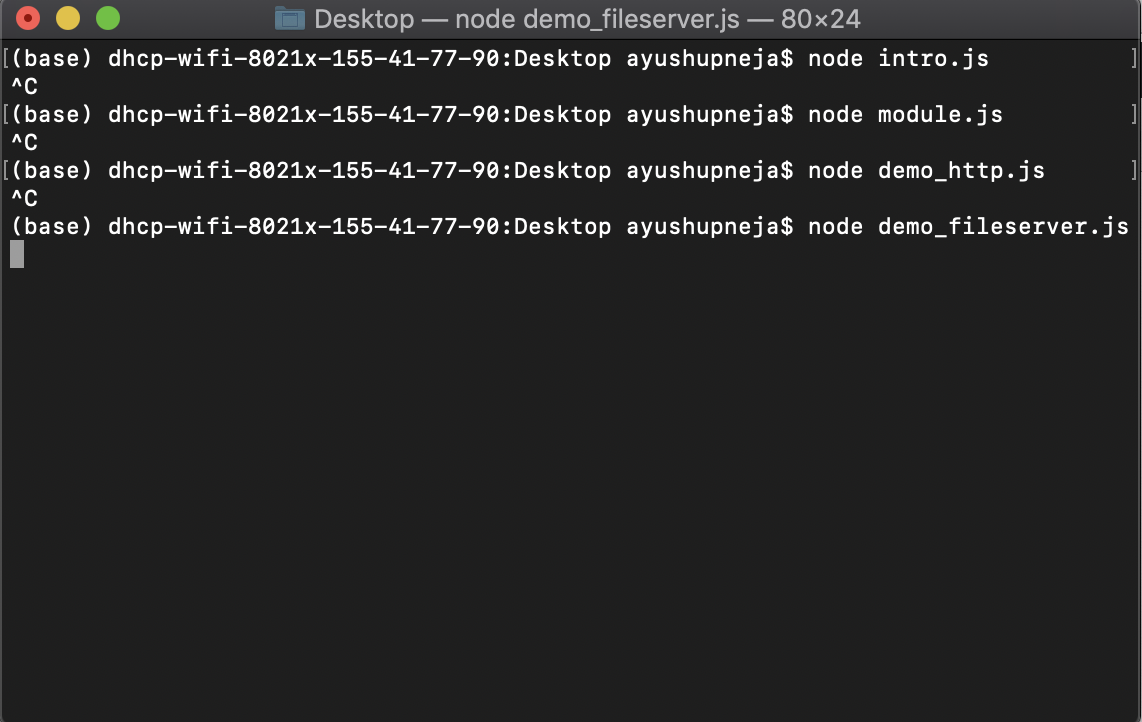 Desktop — node demo_fileserver.js — 80×24
[(base) dhcp-wifi-8021x-155-41-77-90:Desktop ayushupneja$ node intro.js ]
^C
[(base) dhcp-wifi-8021x-155-41-77-90:Desktop ayushupneja$ node module.js ]
^C
[(base) dhcp-wifi-8021x-155-41-77-90:Desktop ayushupneja$ node demo_http.js ]
^C
(base) dhcp-wifi-8021x-155-41-77-90:Desktop ayushupneja$ node demo_fileserver.js